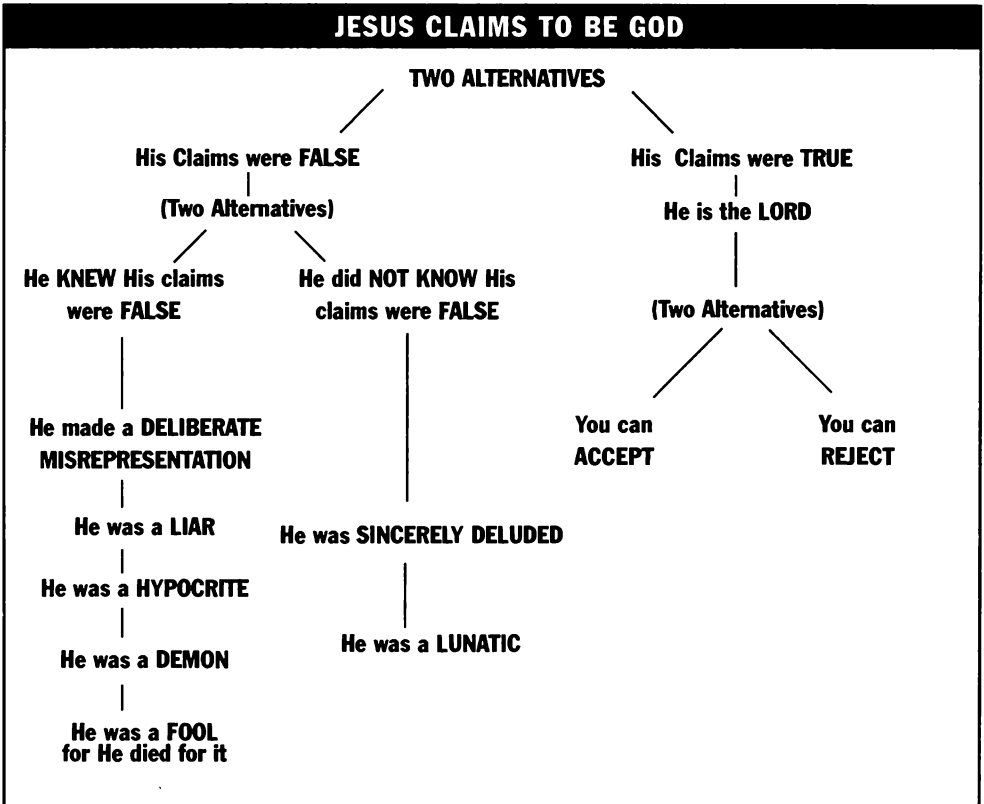 JESUS CLAIMS TO BE GOD
TWO ALTERNATIVES
His Claims were FALSE
His Claims were TRUE
(Two Alternatives)
He is the LORD
He KNEW His claims
were FALSE
He did NOT KNOW His
claims were FALSE
(Two Alternatives)
He made a DELIBERATE
MISREPRESENTATION
You can
ACCEPT
You can
REJECT
He was a LIAR
He was SINCERELY DELUDED
He was a HYPOCRITE
He was a LUNATIC
He was a DEMON
He was a FOOL
for He died for it